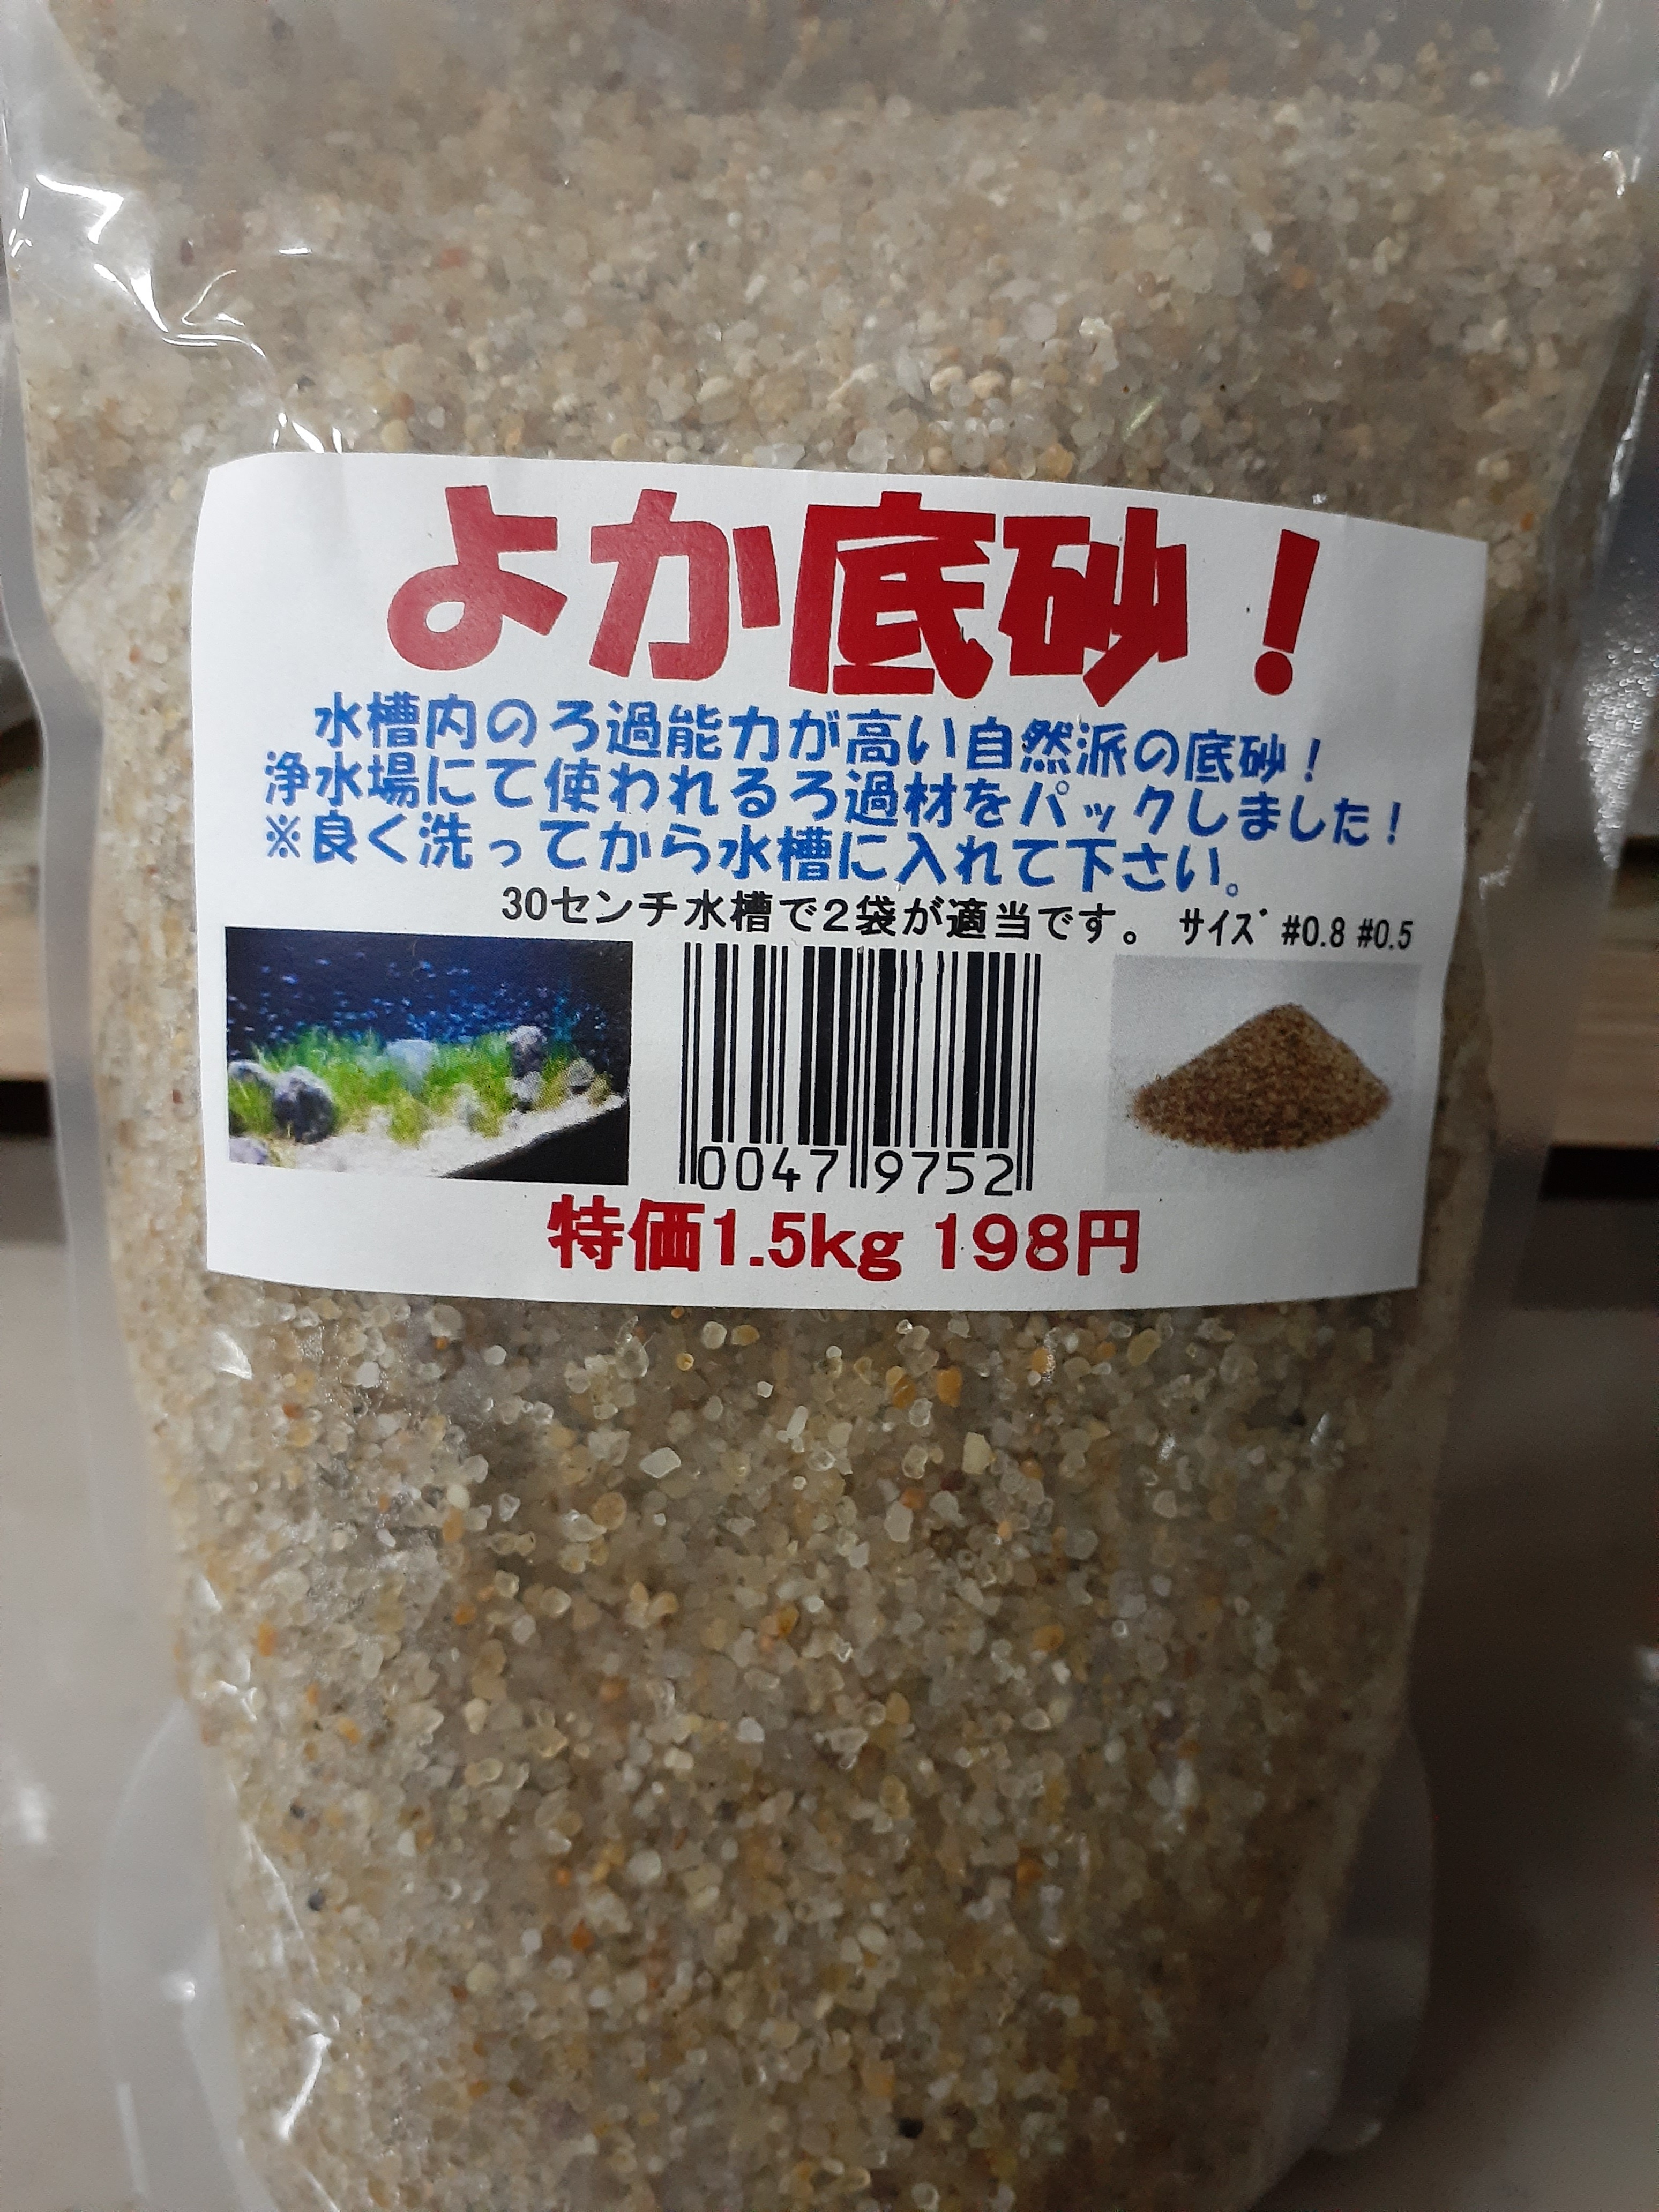 よか底砂！
水槽内のろ過能力が高い自然派の底砂！
浄水場にて使われるろ過材をパックしました！
※良く洗ってから水槽に入れて下さい。
30センチ水槽で2袋が適当です。 ｻｲｽﾞ #0.8 #0.5
0047 9752
特価1.5kg 198円